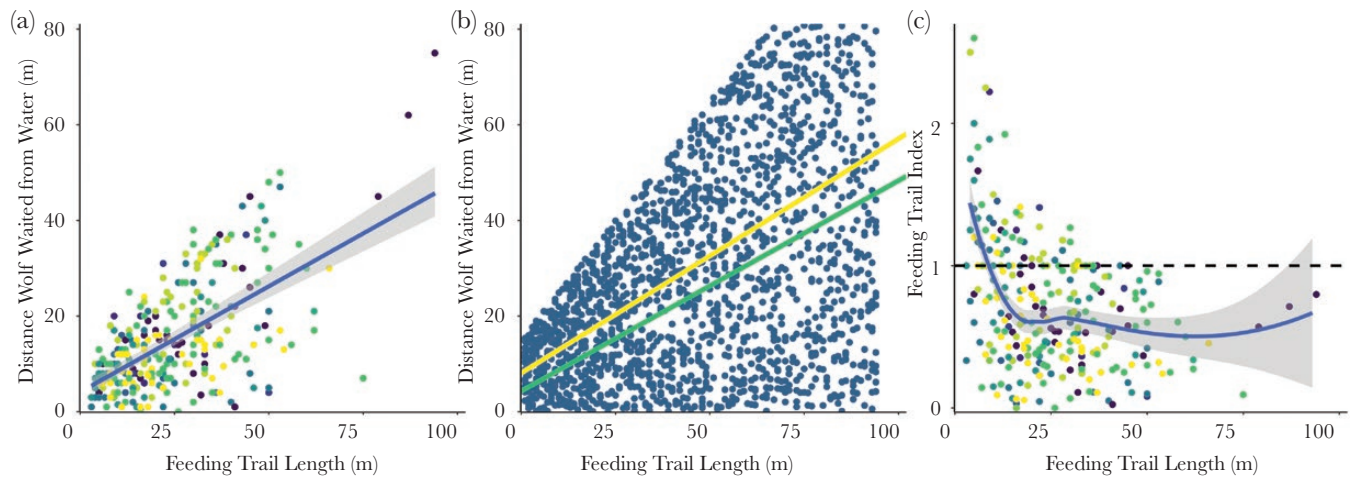 (a)
Distance Wolf Waited from Water (m)
80
60
40
20
0
0 25 50 75 100
Feeding Trail Length (m)
(b)
Distance Wolf Waited from Water (m)
80
60
40
20
0
0 25 50 75 100
Feeding Trail Length (m)
(c)
Feeding Trail Index
2
1
0
0 25 50 75 100
Feeding Trail Length (m)